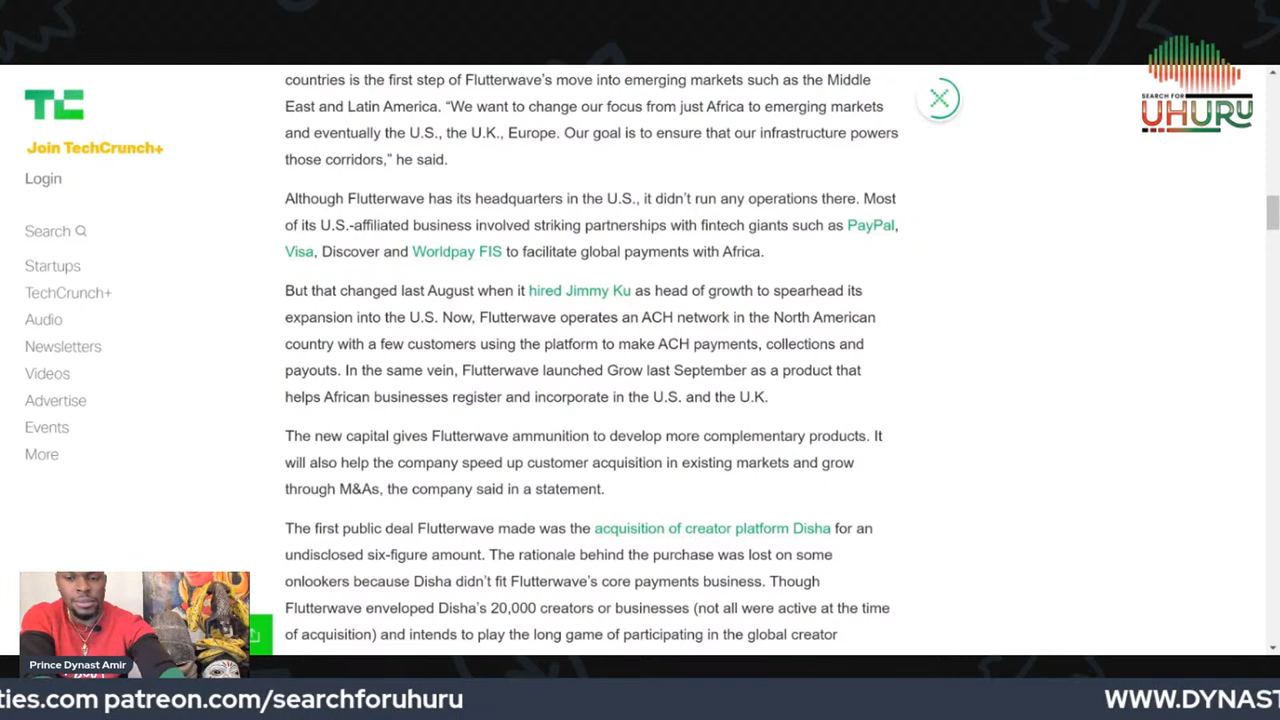 countries is the first step of Flutterwave’s move into emerging markets such as the Middle
East and Latin America. “We want to change our focus from just Africa to emerging markets
and eventually the U.S., the U.K., Europe. Our goal is to ensure that our infrastructure powers
those corridors,” he said.
SEARCH FOR
UHURU
TC
Join TechCrunch+
Login
Search
Startups
TechCrunch+
Audio
Newsletters
Videos
Advertise
Events
More
Although Flutterwave has its headquarters in the U.S., it didn’t run any operations there. Most
of its U.S.-affiliated business involved striking partnerships with fintech giants such as PayPal,
Visa, Discover and Worldpay FIS to facilitate global payments with Africa.
But that changed last August when it hired Jimmy Ku as head of growth to spearhead its
expansion into the U.S. Now, Flutterwave operates an ACH network in the North American
country with a few customers using the platform to make ACH payments, collections and
payouts. In the same vein, Flutterwave launched Grow last September as a product that
helps African businesses register and incorporate in the U.S. and the U.K.
The new capital gives Flutterwave ammunition to develop more complementary products. It
will also help the company speed up customer acquisition in existing markets and grow
through M&As, the company said in a statement.
The first public deal Flutterwave made was the acquisition of creator platform Disha for an
undisclosed six-figure amount. The rationale behind the purchase was lost on some
onlookers because Disha didn’t fit Flutterwave’s core payments business. Though
Flutterwave enveloped Disha’s 20,000 creators or businesses (not all were active at the time
of acquisition) and intends to play the long game of participating in the global creator
Prince Dynast Amir
ties.com patreon.com/searchforuhuru
WWW.DYNAST